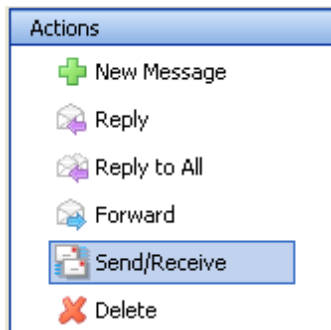 Actions
New Message
Reply
Reply to All
Forward
Send/Receive
Delete